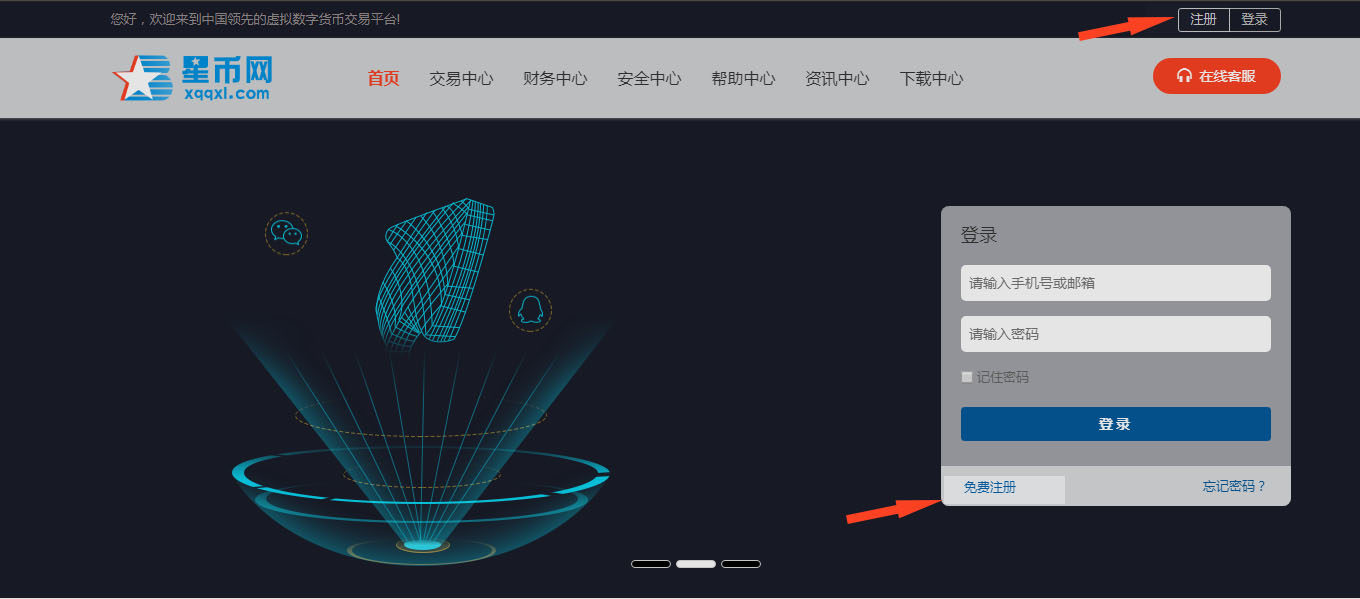 您好，欢迎来到中国领先的虚拟数字货币交易平台!
注册 登录
星币网
xqqxl.com
首页 交易中心 财务中心 安全中心 帮助中心 资讯中心 下载中心
在线客服
登录
请输入手机号或邮箱
请输入密码
记住密码
登录
免费注册 忘记密码？